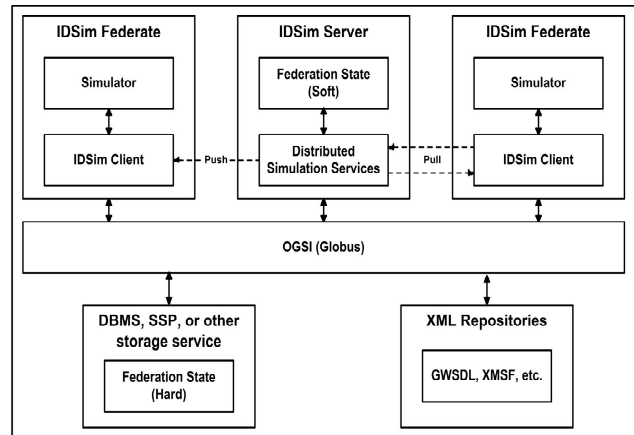 IDSim Federate
Simulator
IDSim Client
Push
IDSim Server
Federation State
(Soft)
Distributed
Simulation Services
Pull
IDSim Federate
Simulator
IDSim Client
OGSI (Globus)
DBMS, SSP, or other
storage service
Federation State
(Hard)
XML Repositories
GWSDL, XMSF, etc.